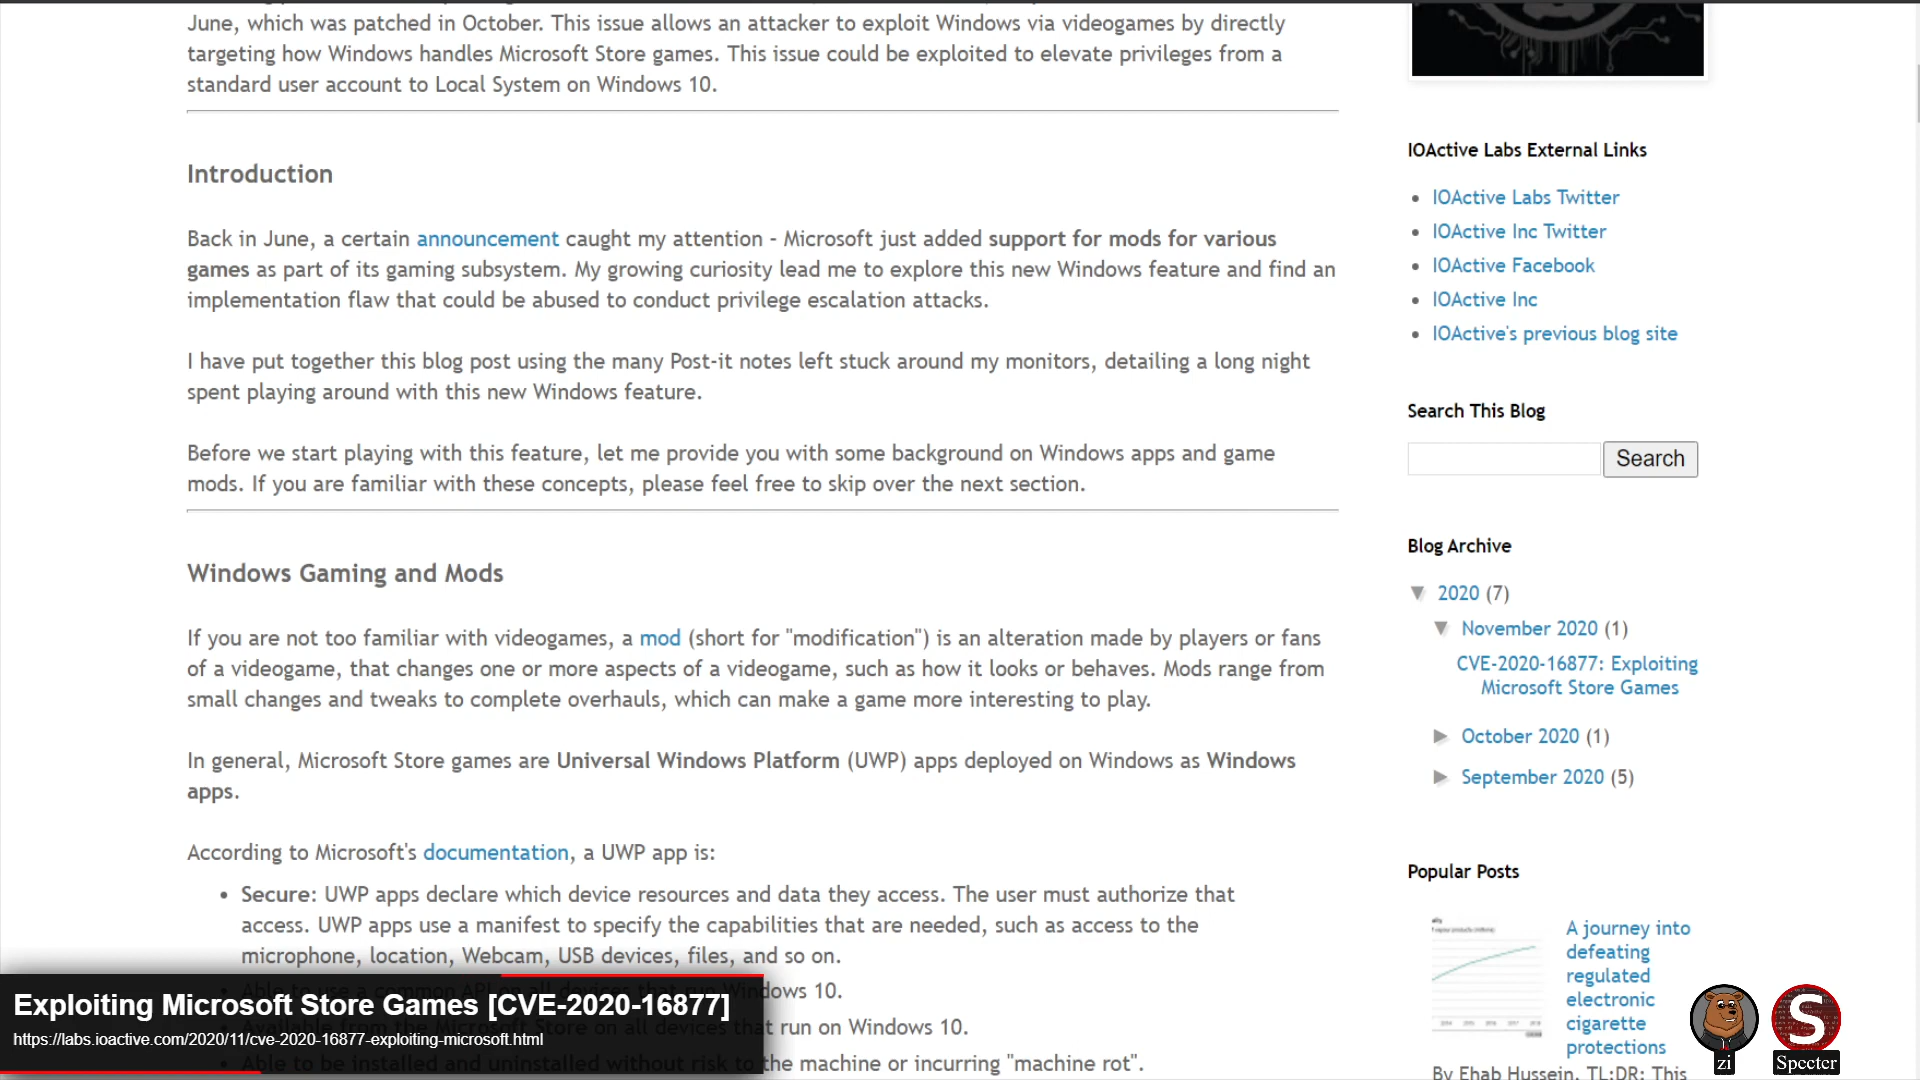 June, which was patched in October. This issue allows an attacker to exploit Windows via videogames by directly
targeting how Windows handles Microsoft Store games. This issue could be exploited to elevate privileges from a
standard user account to Local System on Windows 10.
Introduction
Back in June, a certain announcement caught my attention - Microsoft just added support for mods for various
games as part of its gaming subsystem. My growing curiosity lead me to explore this new Windows feature and find an
implementation flaw that could be abused to conduct privilege escalation attacks.
I have put together this blog post using the many Post-it notes left stuck around my monitors, detailing a long night
spent playing around with this new Windows feature.
Before we start playing with this feature, let me provide you with some background on Windows apps and game
mods. If you are familiar with these concepts, please feel free to skip over the next section.
Windows Gaming and Mods
If you are not too familiar with videogames, a mod (short for "modification") is an alteration made by players or fans
of a videogame, that changes one or more aspects of a videogame, such as how it looks or behaves. Mods range from
small changes and tweaks to complete overhauls, which can make a game more interesting to play.
In general, Microsoft Store games are Universal Windows Platform (UWP) apps deployed on Windows as Windows
apps.
According to Microsoft's documentation, a UWP app is:
• Secure: UWP apps declare which device resources and data they access. The user must authorize that
access. UWP apps use a manifest to specify the capabilities that are needed, such as access to the
microphone, location, Webcam, USB devices, files, and so on.
• Able to use a common API on all devices that run Windows 10.
• Available from the Microsoft Store on all devices that run on Windows 10.
• Able to be installed and uninstalled without risk to the machine or incurring "machine rot".
Exploiting Microsoft Store Games [CVE-2020-16877]
https://labs.ioactive.com/2020/11/cve-2020-16877-exploiting-microsoft.html
IOActive Labs External Links
• IOActive Labs Twitter
• IOActive Inc Twitter
• IOActive Facebook
• IOActive Inc
• IOActive's previous blog site
Search This Blog
Search
Blog Archive
▼ 2020 (7)
▼ November 2020 (1)
CVE-2020-16877: Exploiting
Microsoft Store Games
► October 2020 (1)
► September 2020 (5)
Popular Posts
A journey into
defeating
regulated
electronic
cigarette
protections
By Ehab Hussein. TL;DR: This
zi
Specter